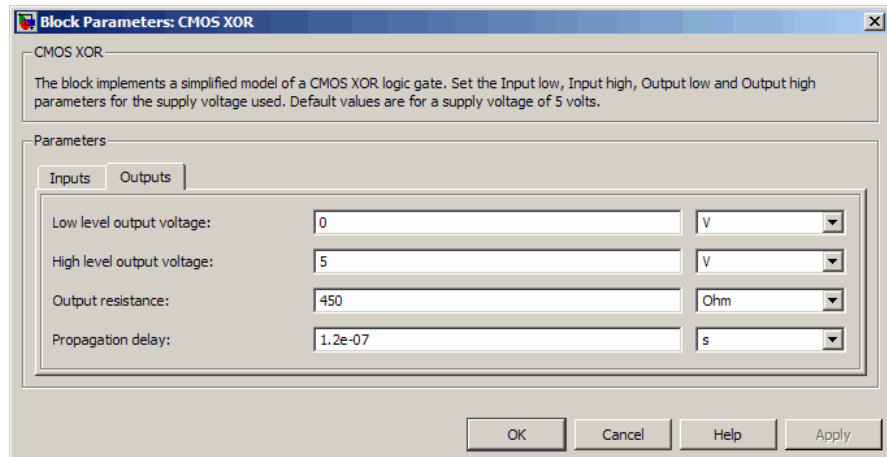 Block Parameters: CMOS XOR
CMOS XOR
The block implements a simplified model of a CMOS XOR logic gate. Set the Input low, Input high, Output low and Output high
parameters for the supply voltage used. Default values are for a supply voltage of 5 volts.
Parameters
Inputs Outputs
Low level output voltage: 0 V
High level output voltage: 5 V
Output resistance: 450 Ohm
Propagation delay: 1.2e-07 s
OK Cancel Help Apply